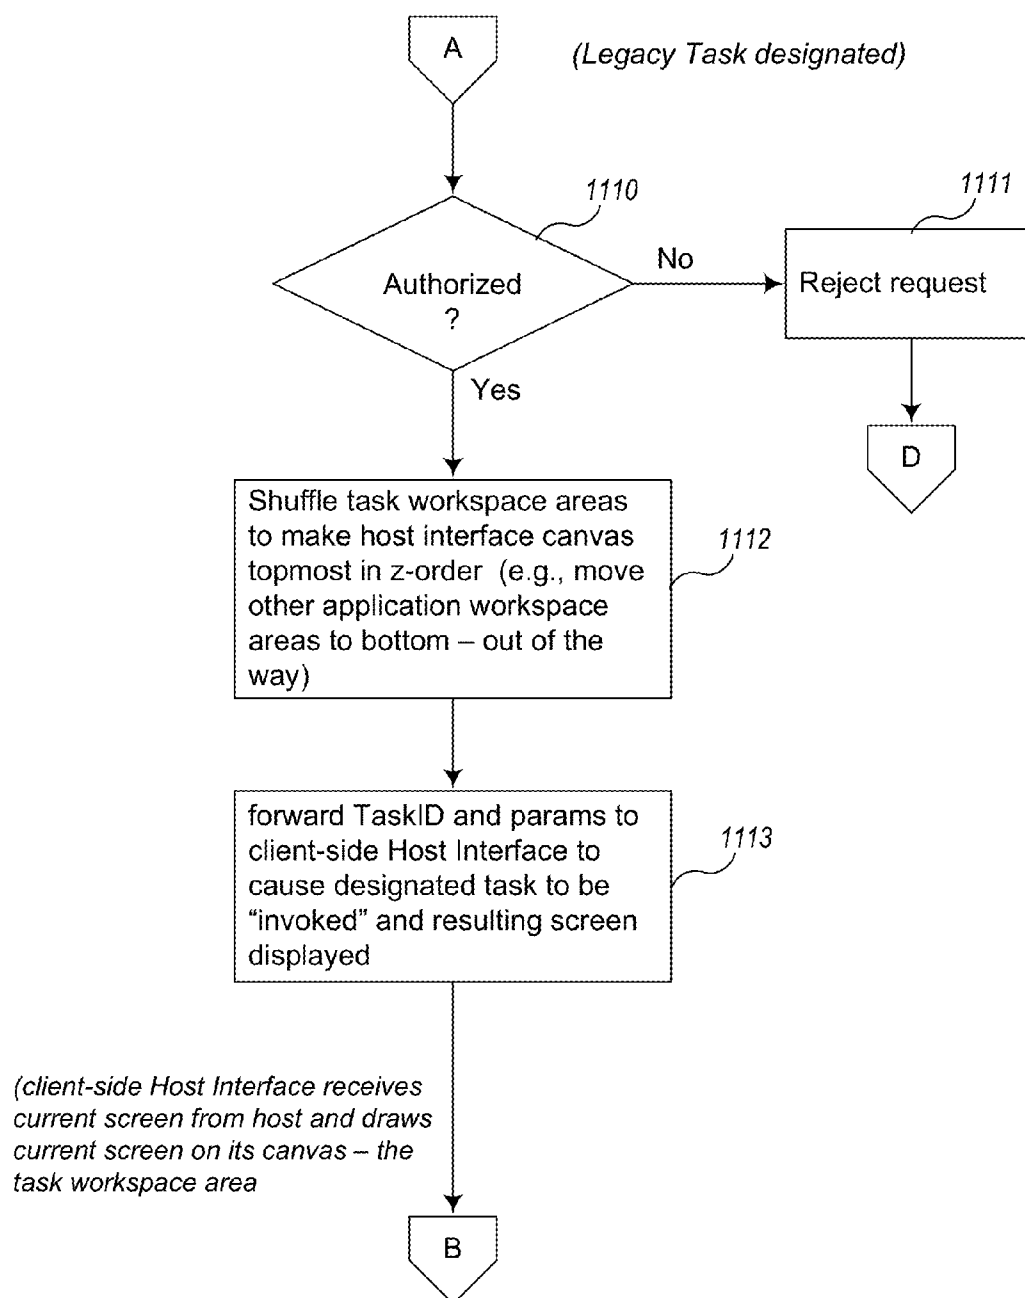 A
(Legacy Task designated)
1110
1111
Authorized
?
No
Reject request
Yes
D
Shuffle task workspace areas
to make host interface canvas
topmost in z-order (e.g., move
other application workspace
areas to bottom – out of the
way)
1112
forward TaskID and params to
client-side Host Interface to
cause designated task to be
“invoked” and resulting screen
displayed
1113
(client-side Host Interface receives
current screen from host and draws
current screen on its canvas – the
task workspace area
B